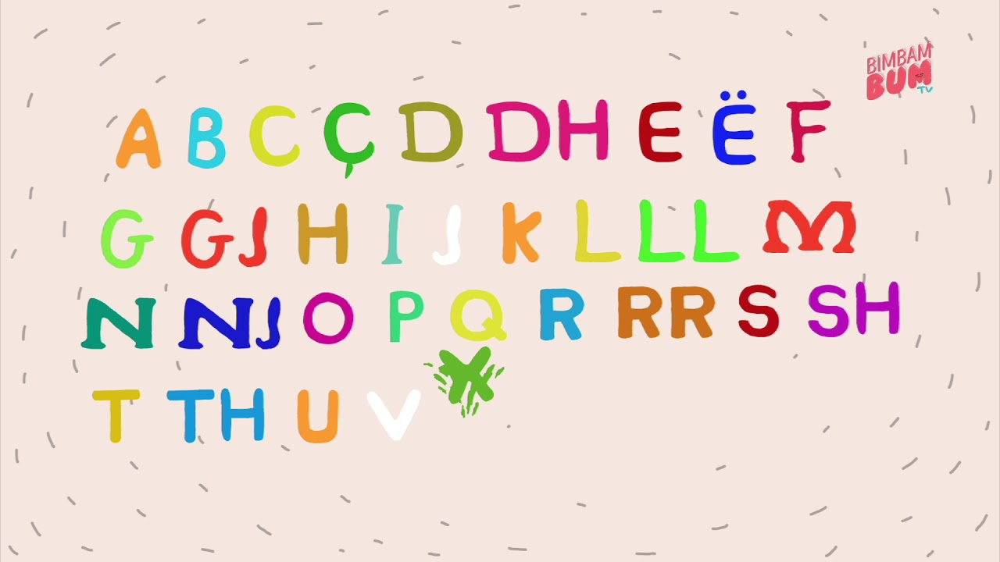 BIMBAM
BUM
TV
A B C Ç D DH E Ë F
G GJ H I J K L LL M
N NJ O P Q R RR S SH
T TH U V X